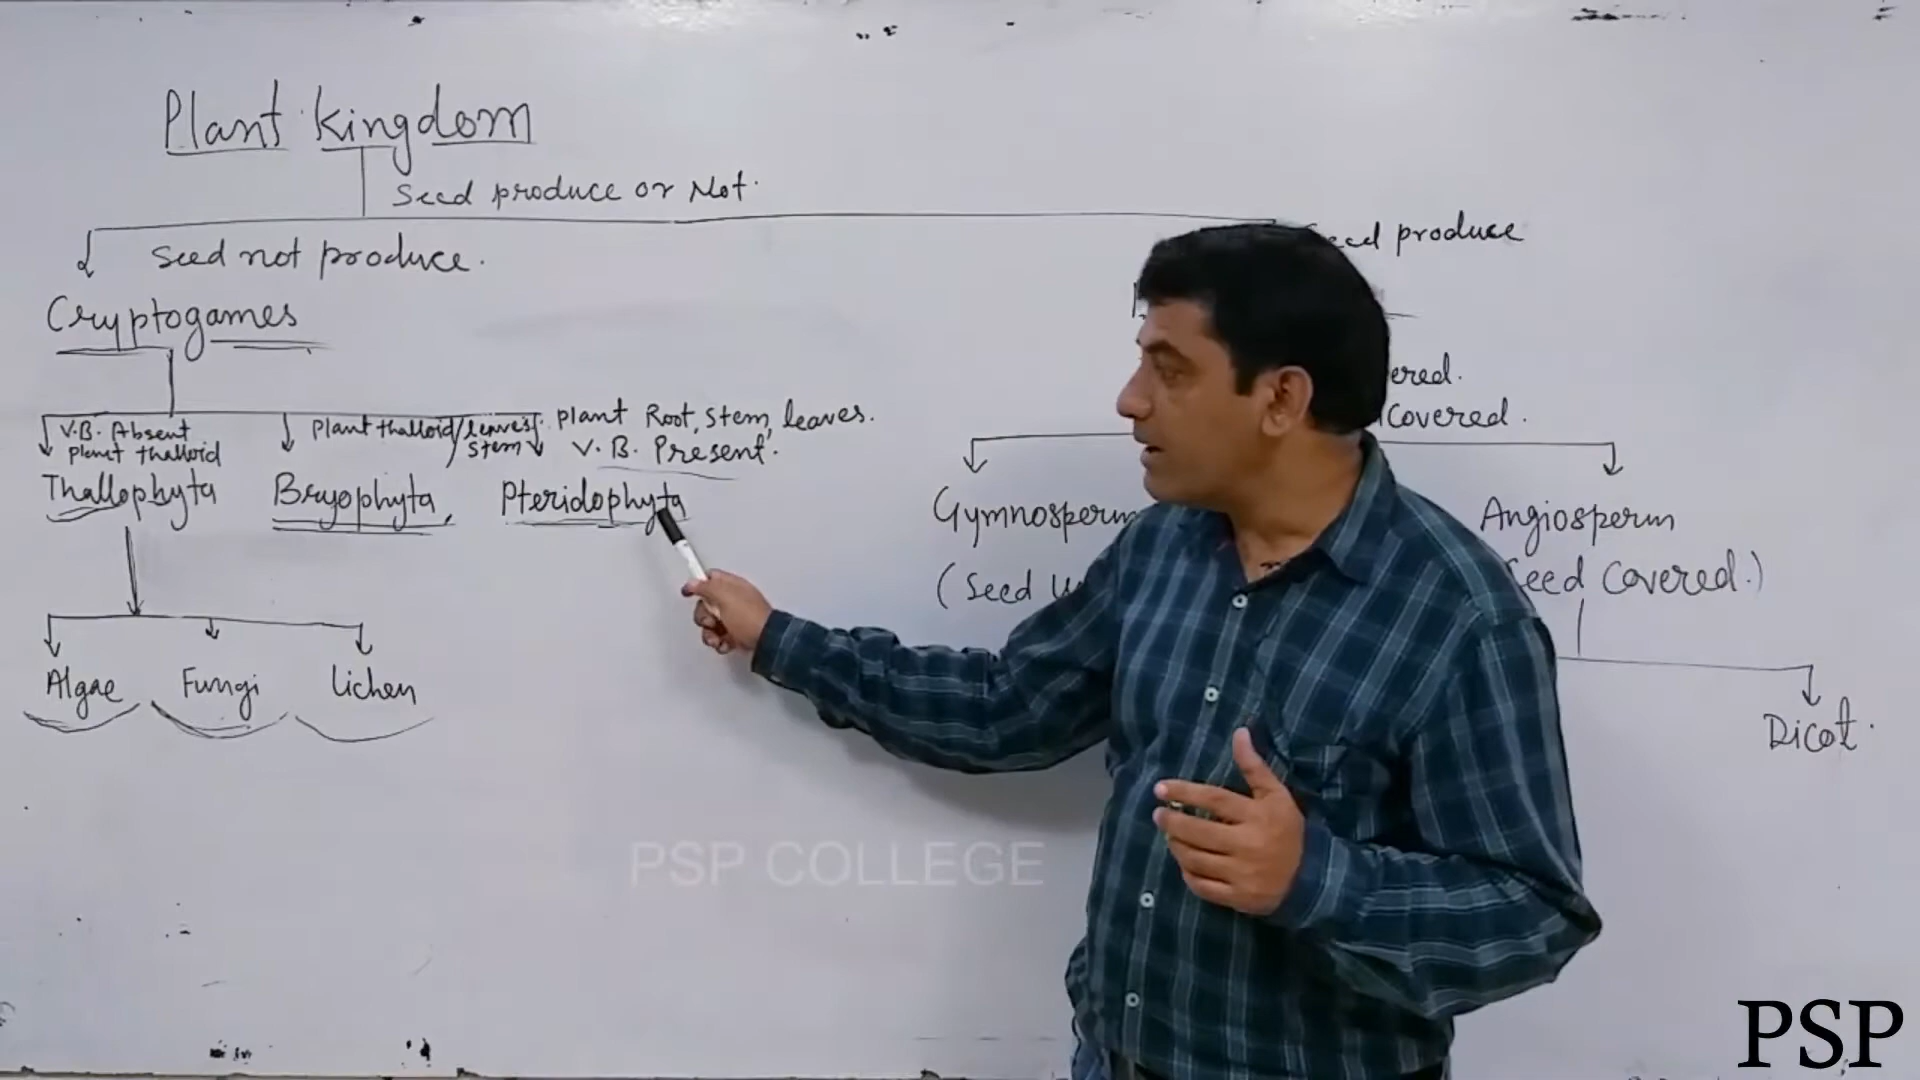 Plant kingdom
Seed produce or Not.
Seed produce
Seed not produce.
Cryptogames
ered.
Covered.
V.B. Absent
plant thalloid
Plant thalloid/leaves
stem
plant Root, stem, leaves.
V.B. Present.
Thallophyta
Bryophyta,
Pteridophyta
Gymnosperm
Angiosperm
(Seed
Seed Covered.)
Algae
Fungi
lichen
Dicot.
PSP COLLEGE
PSP